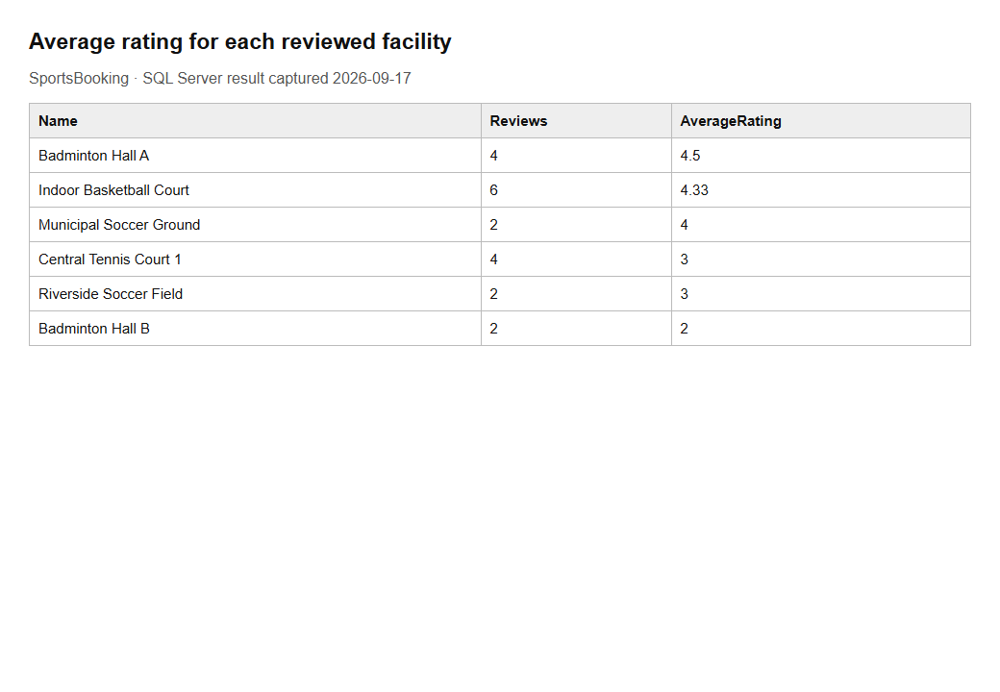 Average rating for each reviewed facility
SportsBooking · SQL Server result captured 2026-09-17
Name Reviews AverageRating
Badminton Hall A 4 4.5
Indoor Basketball Court 6 4.33
Municipal Soccer Ground 2 4
Central Tennis Court 1 4 3
Riverside Soccer Field 2 3
Badminton Hall B 2 2